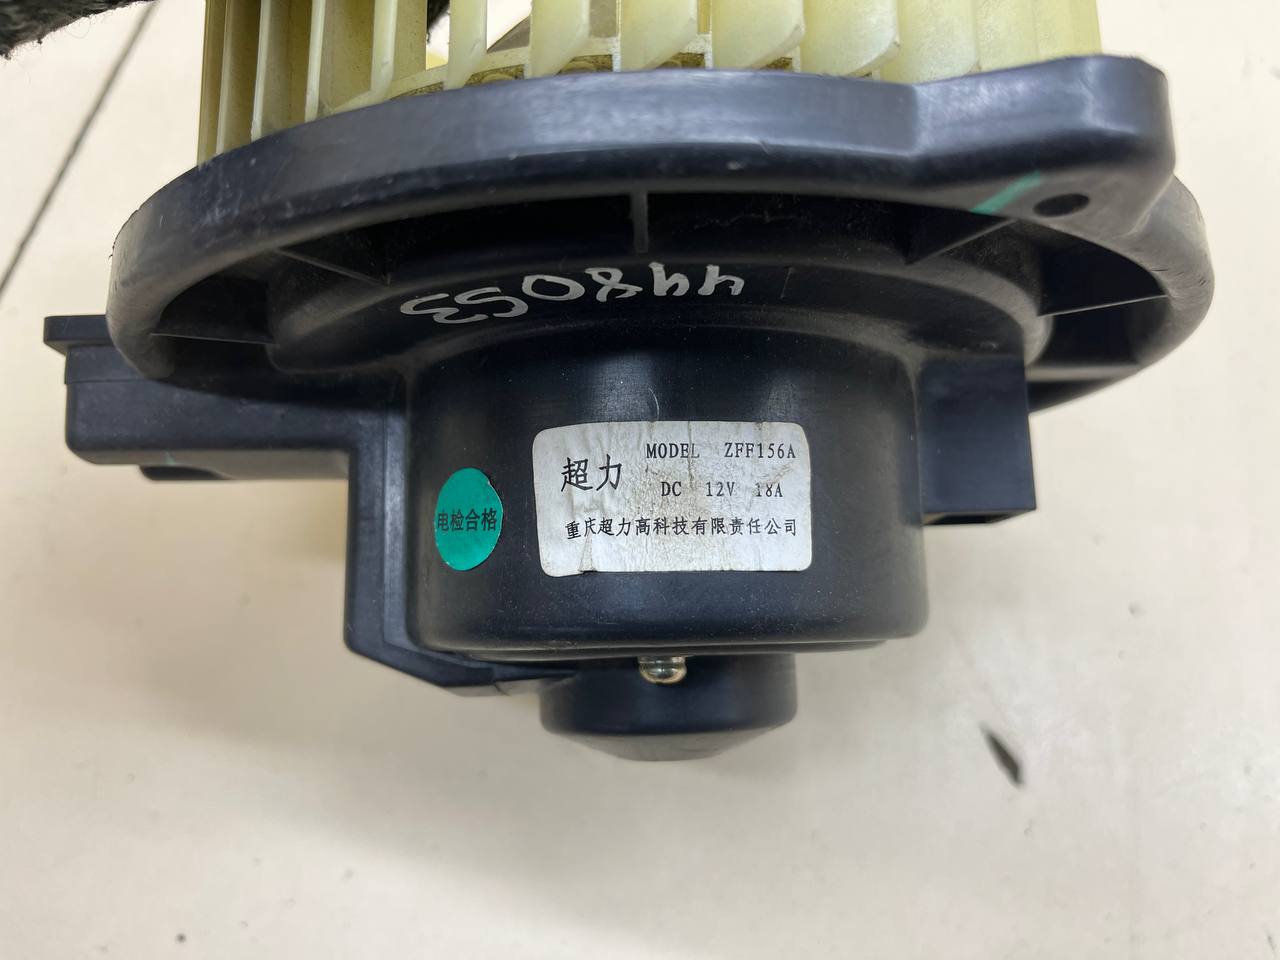 448053
超力
MODEL ZFF156A
DC 12V 18A
重庆超力高科技有限责任公司
电检合格